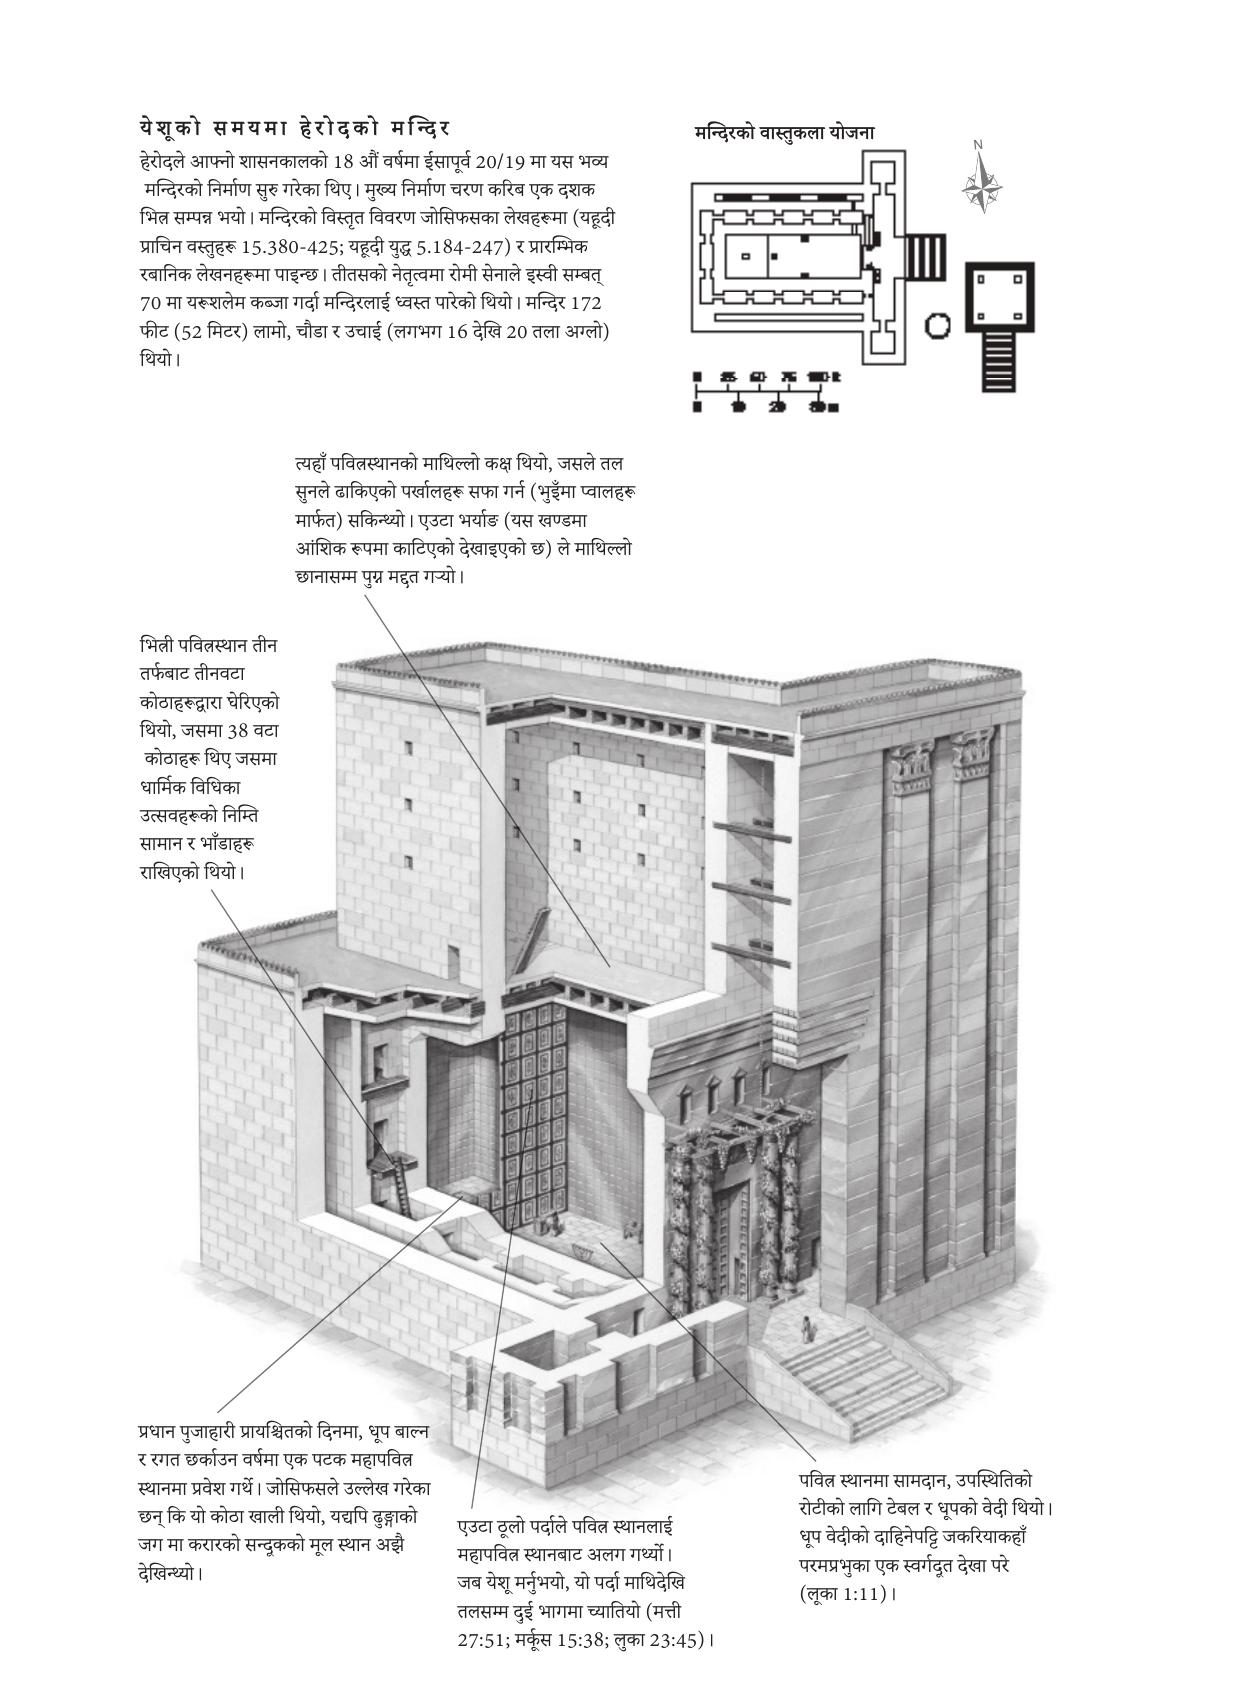 येशूको समयमा हेरोदको मन्दिर
हेरोदले आफ्नो शासनकालको 18 औं वर्षमा ईसापूर्व 20/19 मा यस भव्य
मन्दिरको निर्माण सुरु गरेका थिए। मुख्य निर्माण चरण करिब एक दशक
भित्र सम्पन्न भयो। मन्दिरको विस्तृत विवरण जोसिफसका लेखहरूमा (यहूदी
प्राचिन वस्तुहरू 15.380-425; यहूदी युद्ध 5.184-247) र प्रारम्भिक
रबानिक लेखनहरूमा पाइन्छ। तीतसको नेतृत्वमा रोमी सेनाले इस्वी सम्बत्
70 मा यरूशलेम कब्जा गर्दा मन्दिरलाई ध्वस्त पारेको थियो। मन्दिर 172
फीट (52 मिटर) लामो, चौडा र उचाई (लगभग 16 देखि 20 तला अग्लो)
थियो।
मन्दिरको वास्तुकला योजना
N
त्यहाँ पवित्रस्थानको माथिल्लो कक्ष थियो, जसले तल
सुनले ढाकिएको पर्खालहरू सफा गर्न (भुइँमा प्वालहरू
मार्फत) सकिन्थ्यो। एउटा भर्याङ (यस खण्डमा
आंशिक रूपमा काटिएको देखाइएको छ) ले माथिल्लो
छानासम्म पुग्न मद्दत गर्‍यो।
भित्री पवित्रस्थान तीन
तर्फबाट तीनवटा
कोठाहरूद्वारा घेरिएको
थियो, जसमा 38 वटा
कोठाहरू थिए जसमा
धार्मिक विधिका
उत्सवहरूको निम्ति
सामान र भाँडाहरू
राखिएको थियो।
प्रधान पुजाहारी प्रायश्चितको दिनमा, धूप बाल्न
र रगत छर्काउन वर्षमा एक पटक महापवित्र
स्थानमा प्रवेश गर्थे। जोसिफसले उल्लेख गरेका
छन् कि यो कोठा खाली थियो, यद्यपि ढुङ्गाको
जग मा करारको सन्दूकको मूल स्थान अझै
देखिन्थ्यो।
एउटा ठूलो पर्दाले पवित्र स्थानलाई
महापवित्र स्थानबाट अलग गर्थ्यो।
जब येशू मर्नुभयो, यो पर्दा माथिदेखि
तलसम्म दुई भागमा च्यातियो (मत्ती
27:51; मर्कूस 15:38; लुका 23:45)।
पवित्र स्थानमा सामदान, उपस्थितिको
रोटीको लागि टेबल र धूपको वेदी थियो।
धूप वेदीको दाहिनेपट्टि जकरियाकहाँ
परमप्रभुका एक स्वर्गदूत देखा परे
(लूका 1:11)।